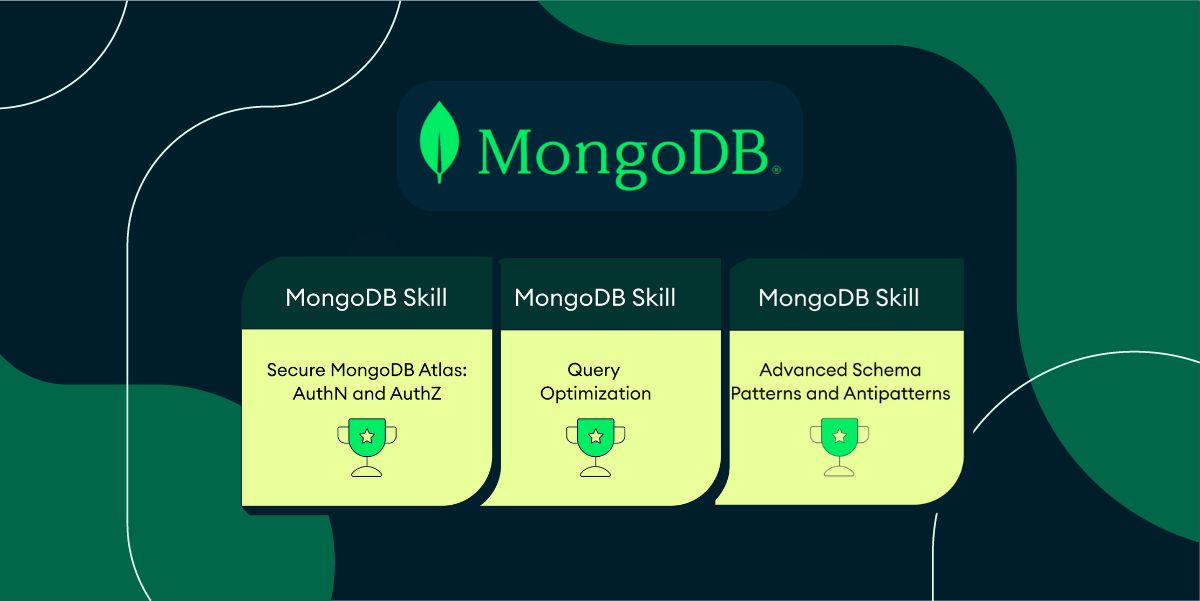 MongoDB®
MongoDB Skill
Secure MongoDB Atlas:
AuthN and AuthZ
MongoDB Skill
Query
Optimization
MongoDB Skill
Advanced Schema
Patterns and Antipatterns